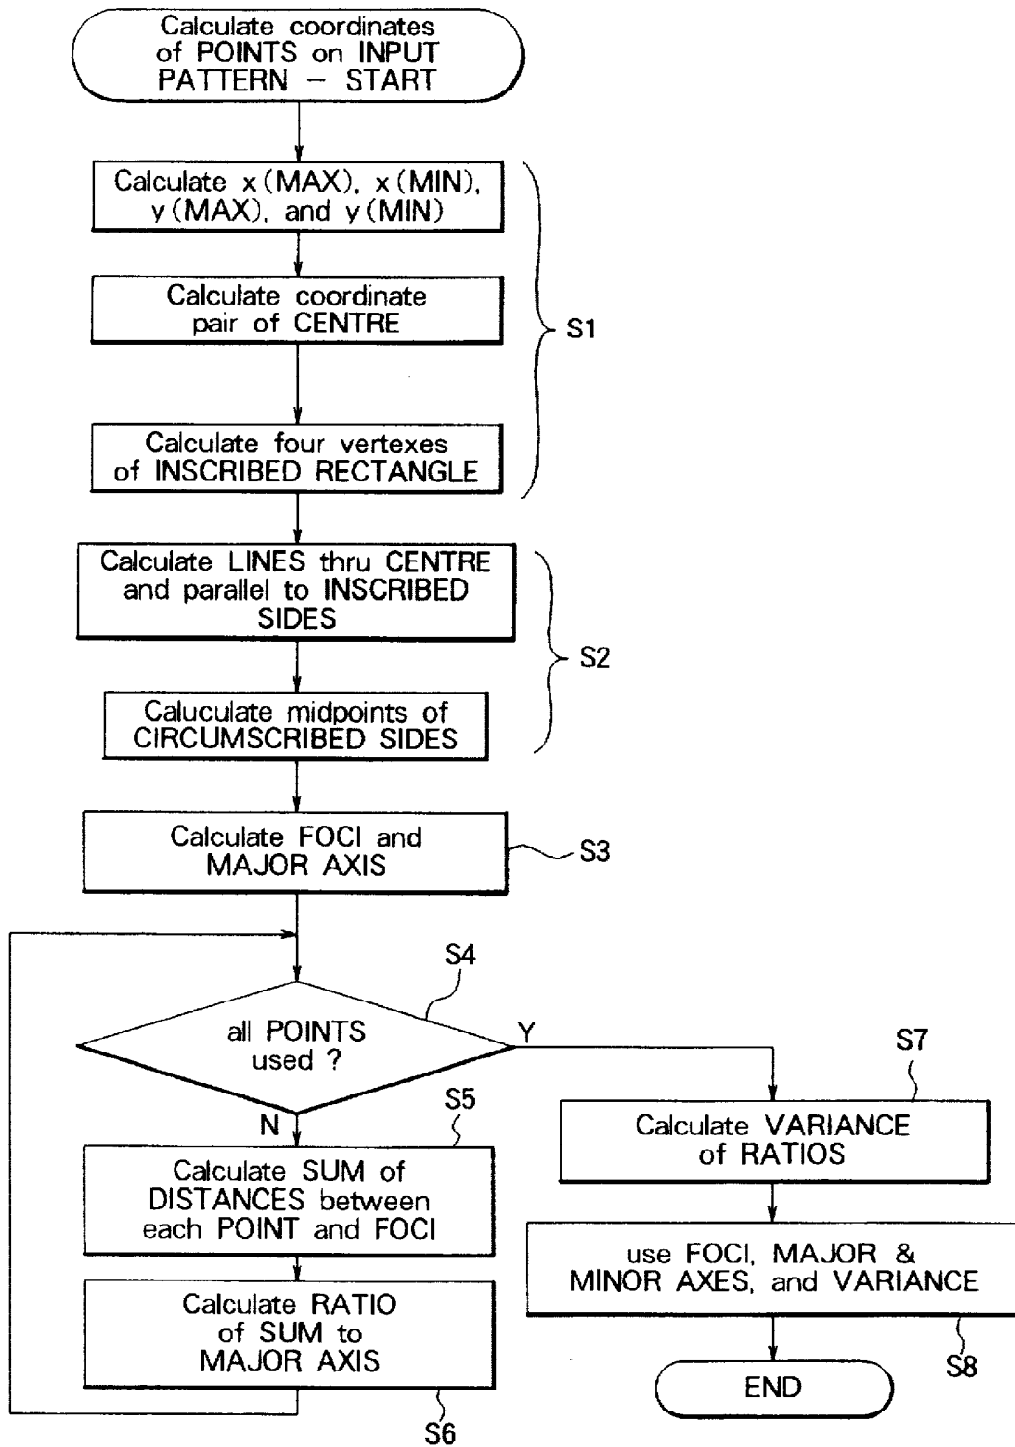 Calculate coordinates
of POINTS on INPUT
PATTERN – START
Calculate x(MAX), x(MIN),
y(MAX), and y(MIN)
Calculate coordinate
pair of CENTRE
Calculate four vertexes
of INSCRIBED RECTANGLE
S1
Calculate LINES thru CENTRE
and parallel to INSCRIBED
SIDES
Caluculate midpoints of
CIRCUMSCRIBED SIDES
S2
Calculate FOCI and
MAJOR AXIS
S3
S4
all POINTS
used ?
Y
N
S5
Calculate SUM of
DISTANCES between
each POINT and FOCI
Calculate RATIO
of SUM to
MAJOR AXIS
S6
S7
Calculate VARIANCE
of RATIOS
use FOCI, MAJOR &
MINOR AXES, and VARIANCE
S8
END